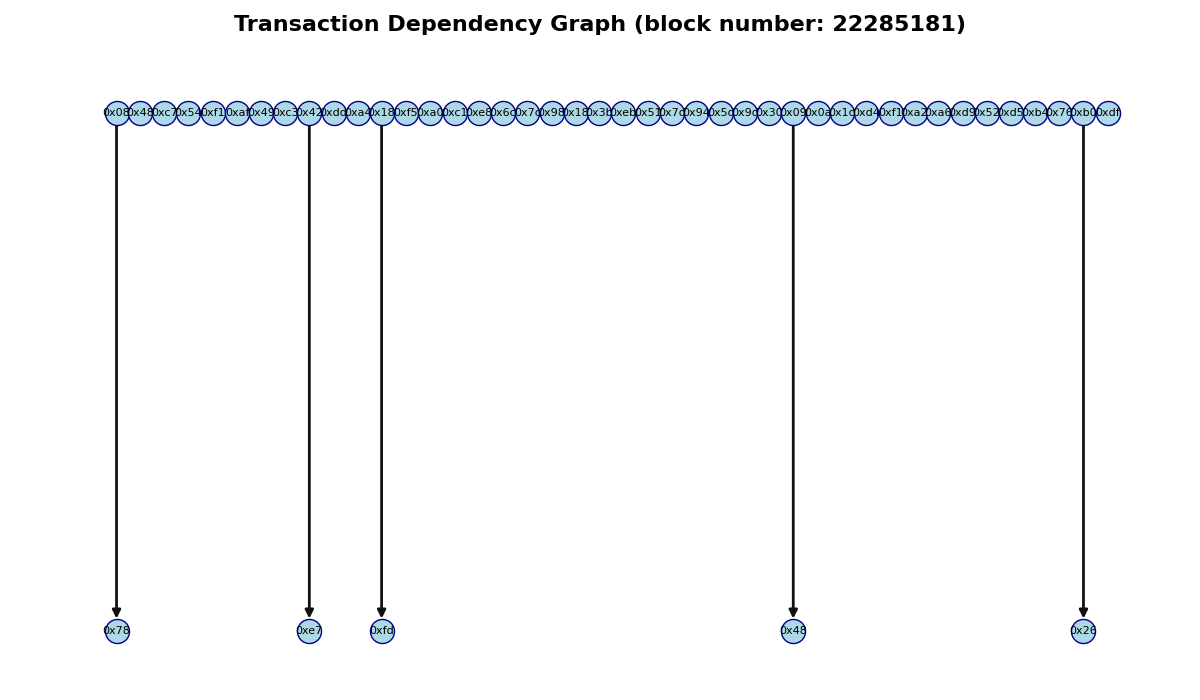 Transaction Dependency Graph (block number: 22285181)
0x08 0x48 0xc7 0x54 0xf1 0xaf 0x49 0xc3 0x42 0xdd 0xa4 0x18 0xf5 0xa0 0xc1 0xe8 0x6c 0x7c 0x98 0x18 0x3b 0xeb 0x51 0x7c 0x94 0x5c 0x9c 0x30 0x09 0x0a 0x1c 0xd4 0xf1 0xa2 0xa6 0xd9 0x52 0xd5 0xb4 0x76 0xb0 0xdf
0x78 0xe7 0xfd 0x48 0x26